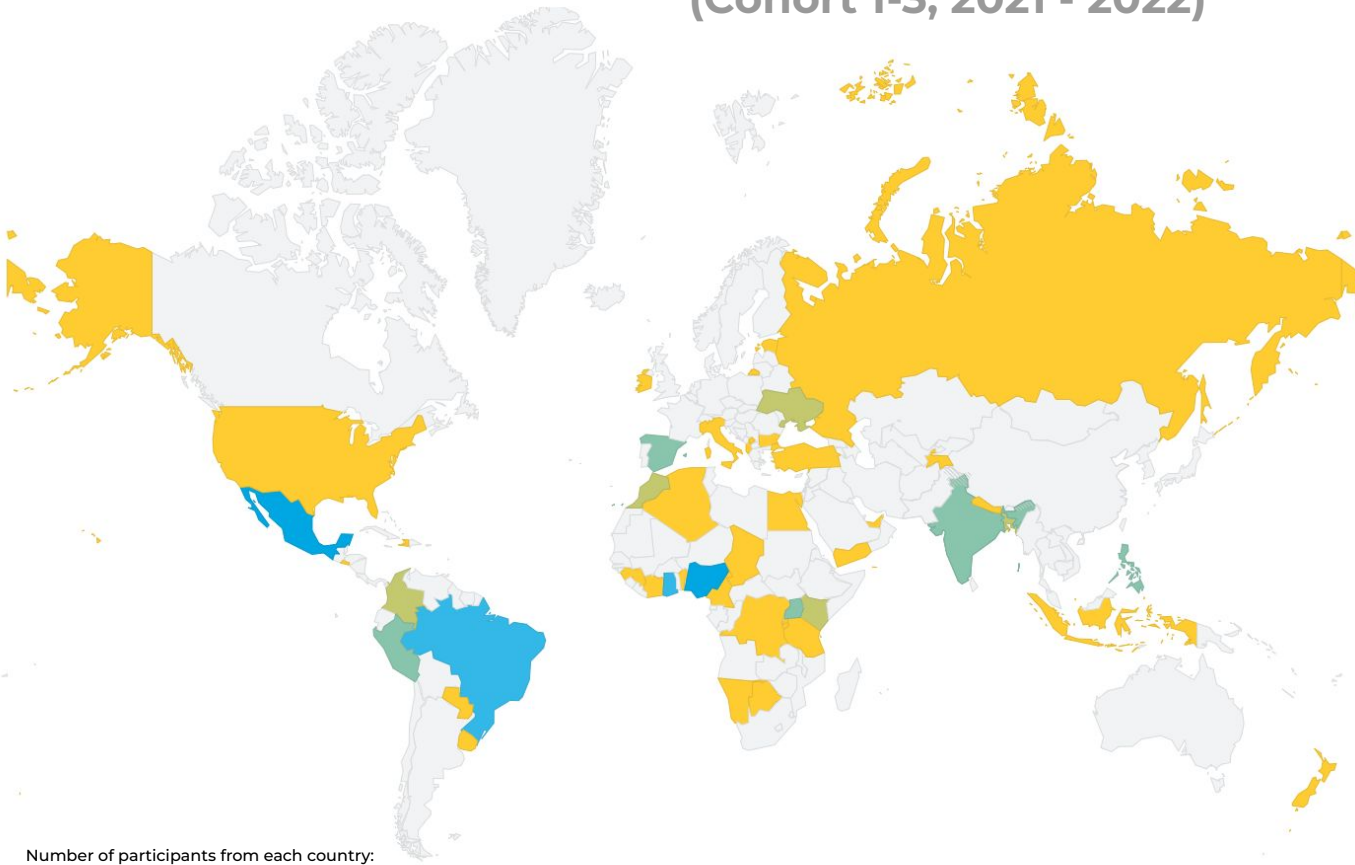 (Cohort 1-3, 2021 - 2022)
Number of participants from each country: